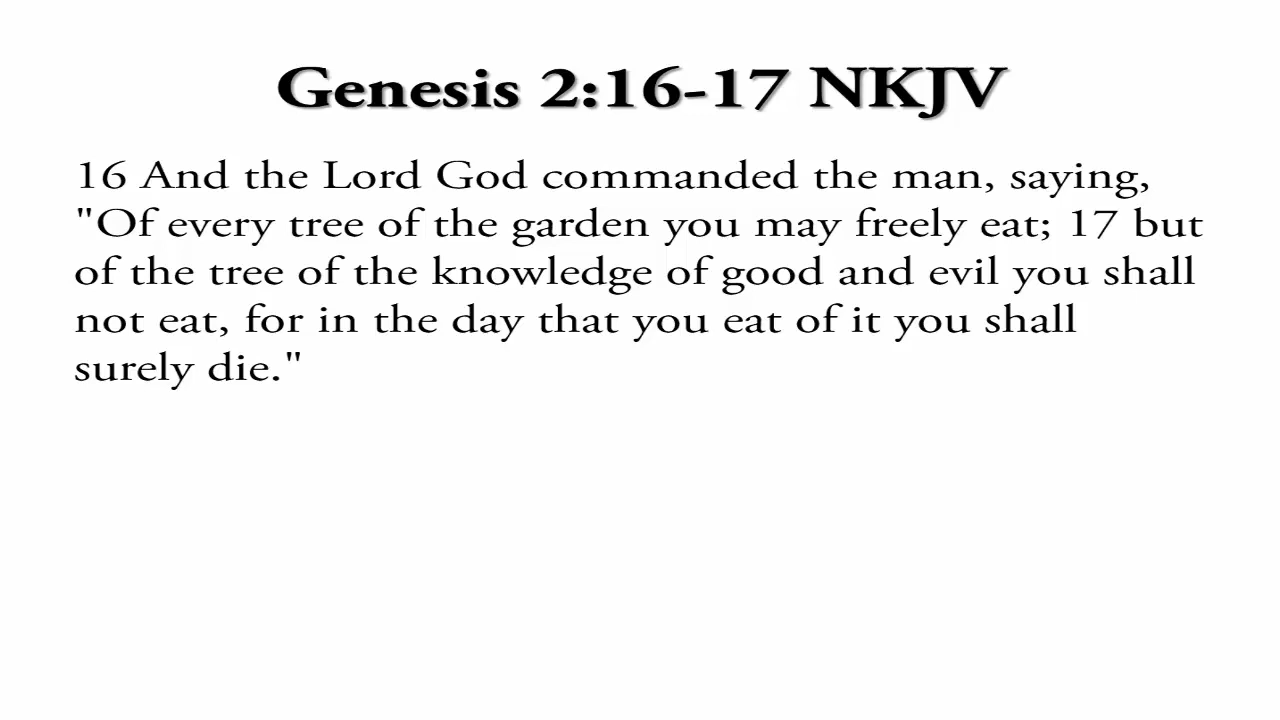 Genesis 2:16-17 NKJV
16 And the Lord God commanded the man, saying,
"Of every tree of the garden you may freely eat; 17 but
of the tree of the knowledge of good and evil you shall
not eat, for in the day that you eat of it you shall
surely die."